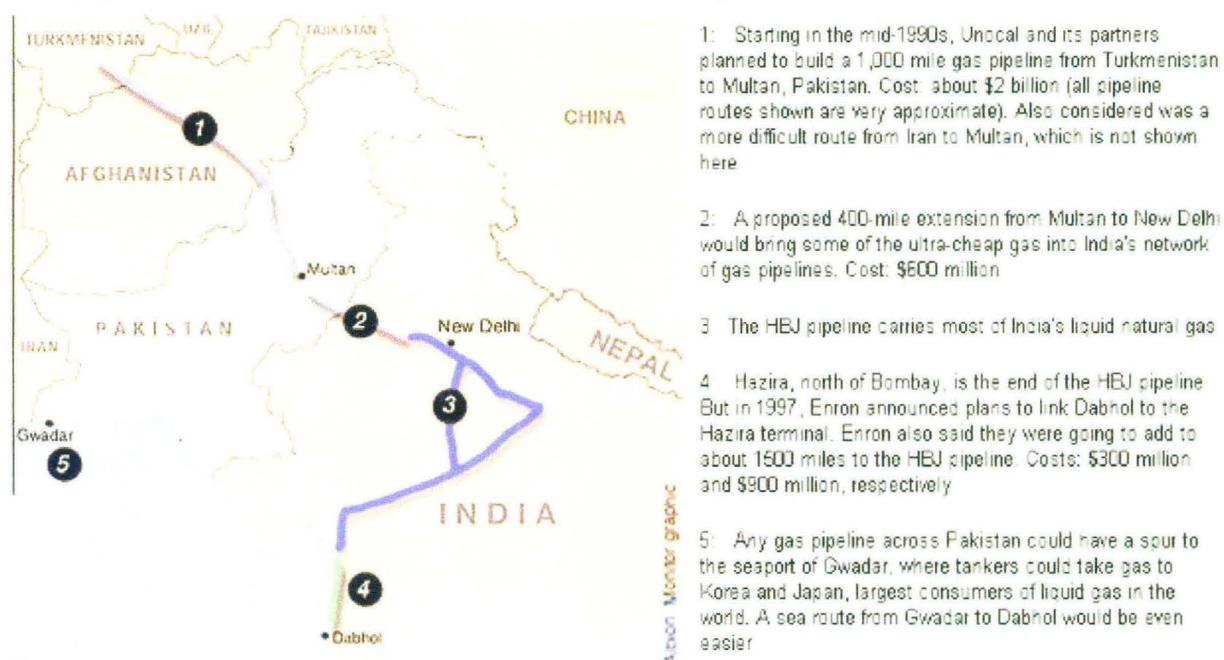 TURKMENISTAN
UZB.
TAJIKISTAN
CHINA
1
AFGHANISTAN
Multan
PAKISTAN
2
New Delhi
NEPAL
IRAN
3
Gwadar
5
INDIA
4
Dabhol
Albion Monitor graphic
1: Starting in the mid-1990s, Unocal and its partners
planned to build a 1,000 mile gas pipeline from Turkmenistan
to Multan, Pakistan. Cost: about $2 billion (all pipeline
routes shown are very approximate). Also considered was a
more difficult route from Iran to Multan, which is not shown
here
2: A proposed 400-mile extension from Multan to New Delhi
would bring some of the ultra-cheap gas into India's network
of gas pipelines. Cost: $600 million
3 The HBJ pipeline carries most of India's liquid natural gas
4: Hazira, north of Bombay, is the end of the HBJ pipeline
But in 1997, Enron announced plans to link Dabhol to the
Hazira terminal. Enron also said they were going to add to
about 1500 miles to the HBJ pipeline. Costs: $300 million
and $900 million, respectively
5: Any gas pipeline across Pakistan could have a spur to
the seaport of Gwadar, where tankers could take gas to
Korea and Japan, largest consumers of liquid gas in the
world. A sea route from Gwadar to Dabhol would be even
easier